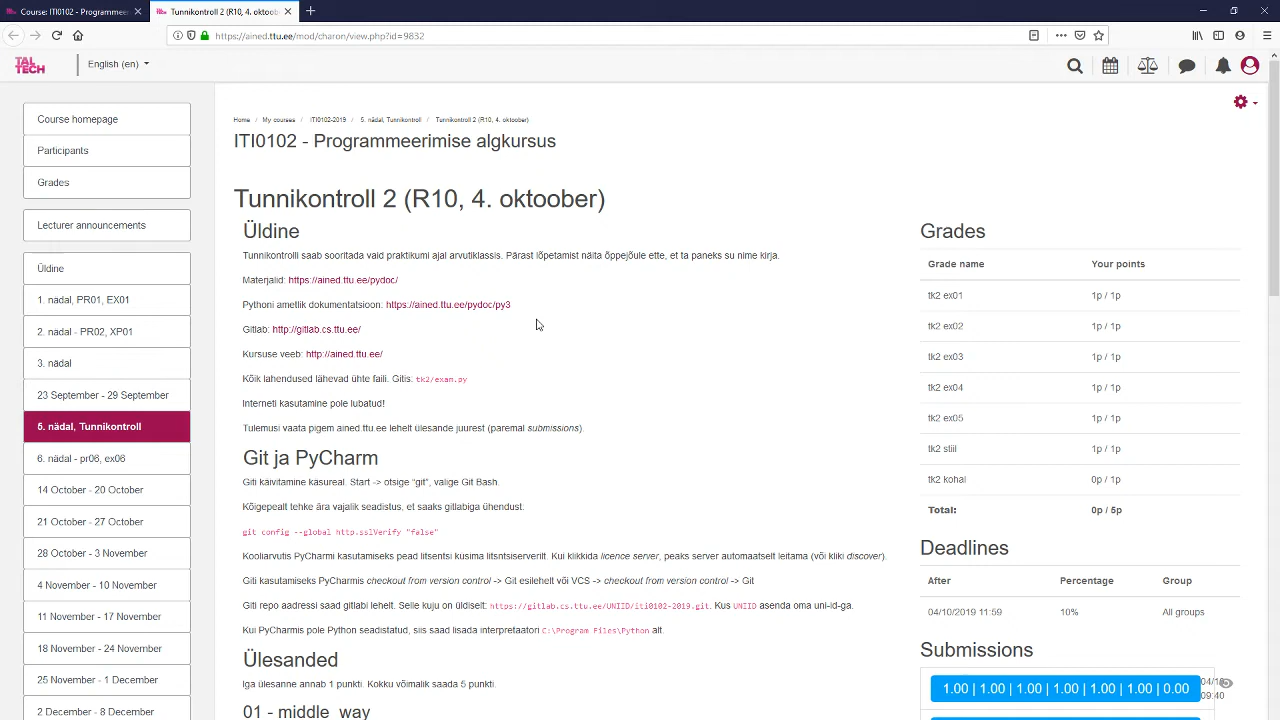 Course: ITI0102 - Programmeer
Tunnikontroll 2 (R10, 4. oktoob
https://ained.ttu.ee/mod/charon/view.php?id=9832
TAL TECH
English (en)
Course homepage
Participants
Grades
Lecturer announcements
Üldine
1. nädal, PR01, EX01
2. nädal - PR02, XP01
3. nädal
23 September - 29 September
5. nädal, Tunnikontroll
6. nädal - pr06, ex06
14 October - 20 October
21 October - 27 October
28 October - 3 November
4 November - 10 November
11 November - 17 November
18 November - 24 November
25 November - 1 December
2 December - 8 December
Home / My courses / ITI0102-2019 / 5. nädal, Tunnikontroll / Tunnikontroll 2 (R10, 4. oktoober)
ITI0102 - Programmeerimise algkursus
Tunnikontroll 2 (R10, 4. oktoober)
Üldine
Tunnikontrolli saab sooritada vaid praktikumi ajal arvutiklassis. Pärast lõpetamist näita õppejõule ette, et ta paneks su nime kirja.
Materjalid: https://ained.ttu.ee/pydoc/
Pythoni ametlik dokumentatsioon: https://ained.ttu.ee/pydoc/py3
Gitlab: http://gitlab.cs.ttu.ee/
Kursuse veeb: http://ained.ttu.ee/
Kõik lahendused lähevad ühte faili. Gitis: tk2/exam.py
Interneti kasutamine pole lubatud!
Tulemusi vaata pigem ained.ttu.ee lehelt ülesande juurest (paremal submissions).
Git ja PyCharm
Giti käivitamine käsureal. Start -> otsige "git", valige Git Bash.
Kõigepealt tehke ära vajalik seadistus, et saaks gitlabiga ühendust:
git config --global http.sslVerify "false"
Kooliarvutis PyCharmi kasutamiseks pead litsentsi küsima litsntsiserverilt. Kui klikkida licence server, peaks server automaatselt leitama (või kliki discover).
Giti kasutamiseks PyCharmis checkout from version control -> Git esilehelt või VCS -> checkout from version control -> Git
Giti repo aadressi saad gitlabi lehelt. Selle kuju on üldiselt: https://gitlab.cs.ttu.ee/UNIID/iti0102-2019.git. Kus UNIID asenda oma uni-id-ga.
Kui PyCharmis pole Python seadistatud, siis saad lisada interpretaatori C:\Program Files\Python alt.
Ülesanded
Iga ülesanne annab 1 punkti. Kokku võimalik saada 5 punkti.
01 - middle_way
Grades
Grade name Your points
tk2 ex01 1p / 1p
tk2 ex02 1p / 1p
tk2 ex03 1p / 1p
tk2 ex04 1p / 1p
tk2 ex05 1p / 1p
tk2 stiil 1p / 1p
tk2 kohal 0p / 1p
Total: 0p / 5p
Deadlines
After Percentage Group
04/10/2019 11:59 10% All groups
Submissions
1.00 | 1.00 | 1.00 | 1.00 | 1.00 | 1.00 | 0.00
09:40